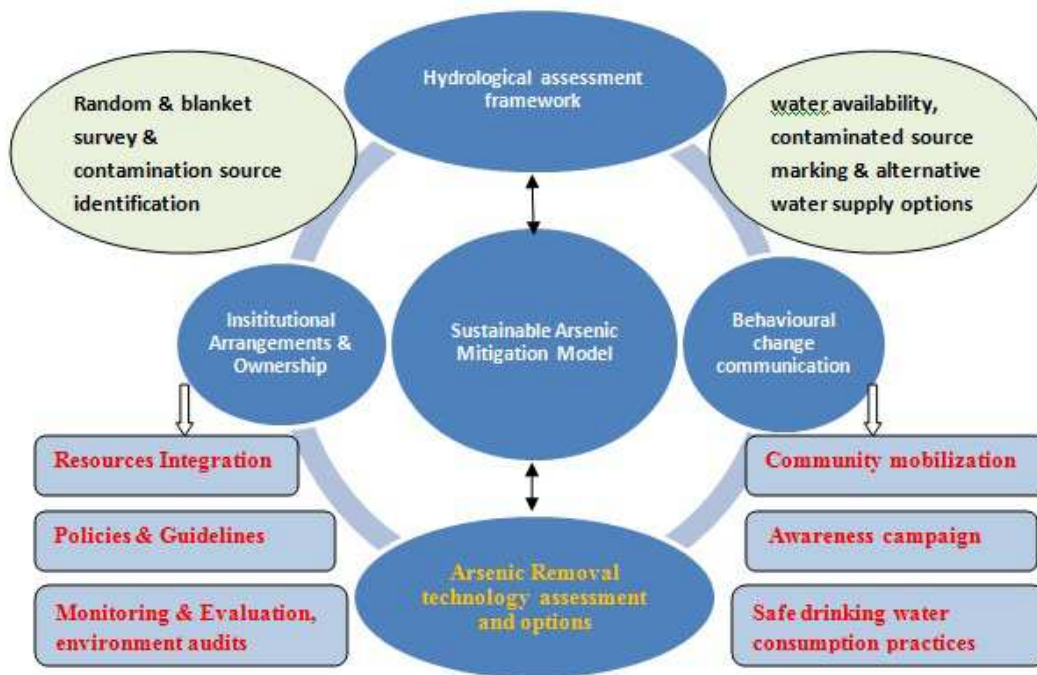 Hydrological assessment
framework
Random & blanket
survey &
contamination source
identification
water availability,
contaminated source
marking & alternative
water supply options
Insititutional
Arrangements &
Ownership
Sustainable Arsenic
Mitigation Model
Behavioural
change
communication
Resources Integration
Policies & Guidelines
Monitoring & Evaluation,
environment audits
Arsenic Removal
technology assessment
and options
Community mobilization
Awareness campaign
Safe drinking water
consumption practices